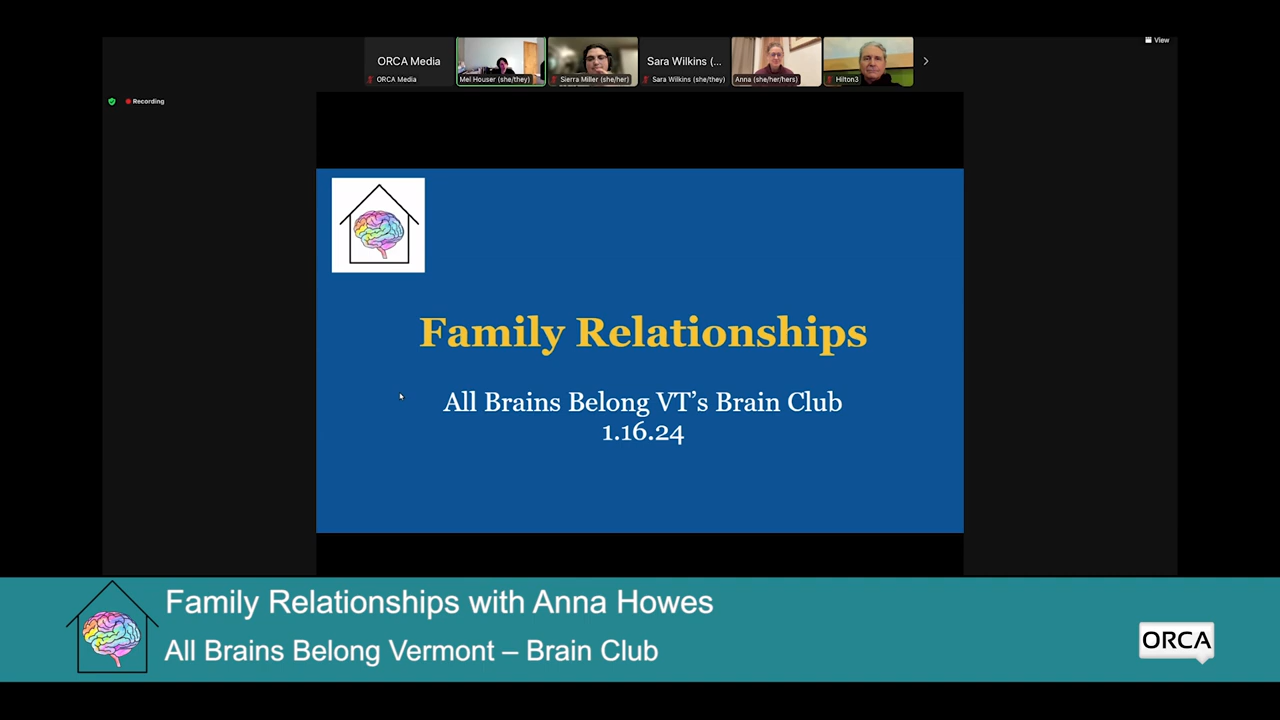 View
ORCA Media
Sara Wilkins (...
ORCA Media
Mel Houser (she/they)
Sierra Miller (she/her)
Sara Wilkins (she/they)
Anna (she/her/hers)
Hilton3
Recording
Family Relationships
All Brains Belong VT's Brain Club
1.16.24
Family Relationships with Anna Howes
All Brains Belong Vermont – Brain Club
ORCA